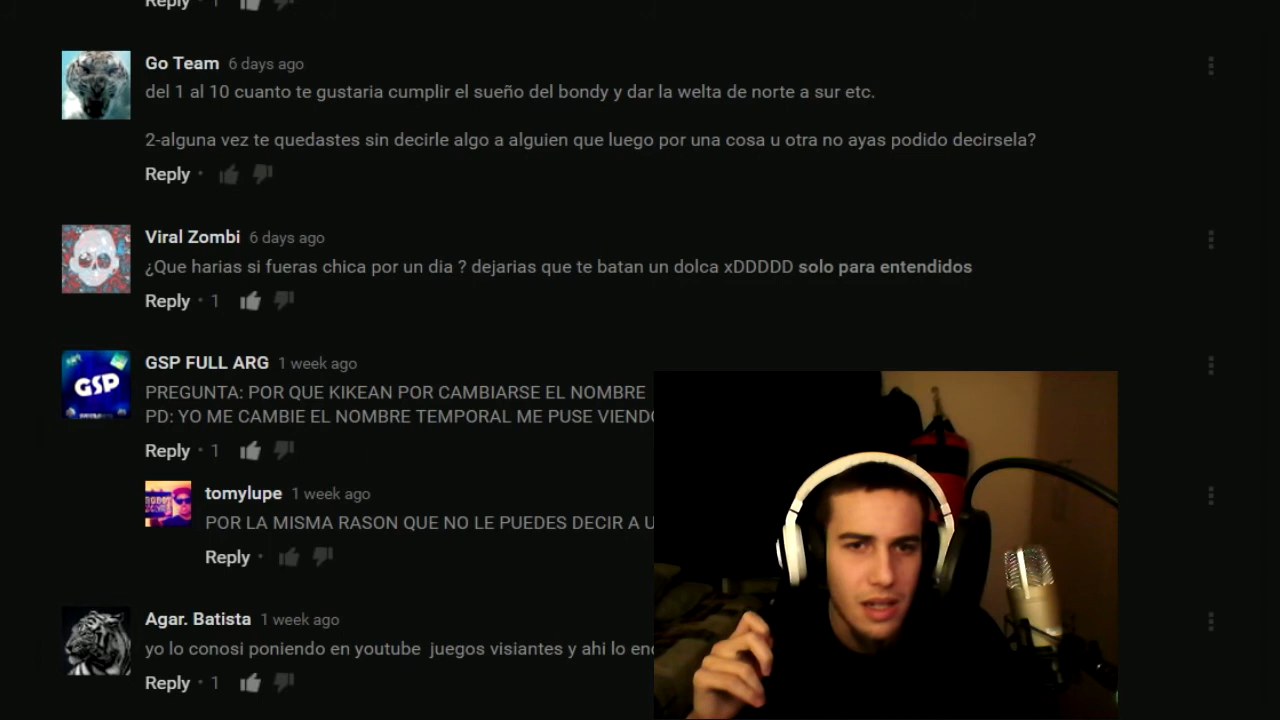 Reply · 1
Go Team 6 days ago
del 1 al 10 cuanto te gustaria cumplir el sueño del bondy y dar la welta de norte a sur etc.
2-alguna vez te quedastes sin decirle algo a alguien que luego por una cosa u otra no ayas podido decirsela?
Reply ·
Viral Zombi 6 days ago
¿Que harias si fueras chica por un dia ? dejarias que te batan un dolca xDDDDD solo para entendidos
Reply · 1
GSP
GSP FULL ARG 1 week ago
PREGUNTA: POR QUE KIKEAN POR CAMBIARSE EL NOMBRE
PD: YO ME CAMBIE EL NOMBRE TEMPORAL ME PUSE VIENDO
Reply · 1
tomylupe 1 week ago
POR LA MISMA RASON QUE NO LE PUEDES DECIR A U
Reply ·
Agar. Batista 1 week ago
yo lo conosi poniendo en youtube juegos visiantes y ahi lo enc
Reply · 1